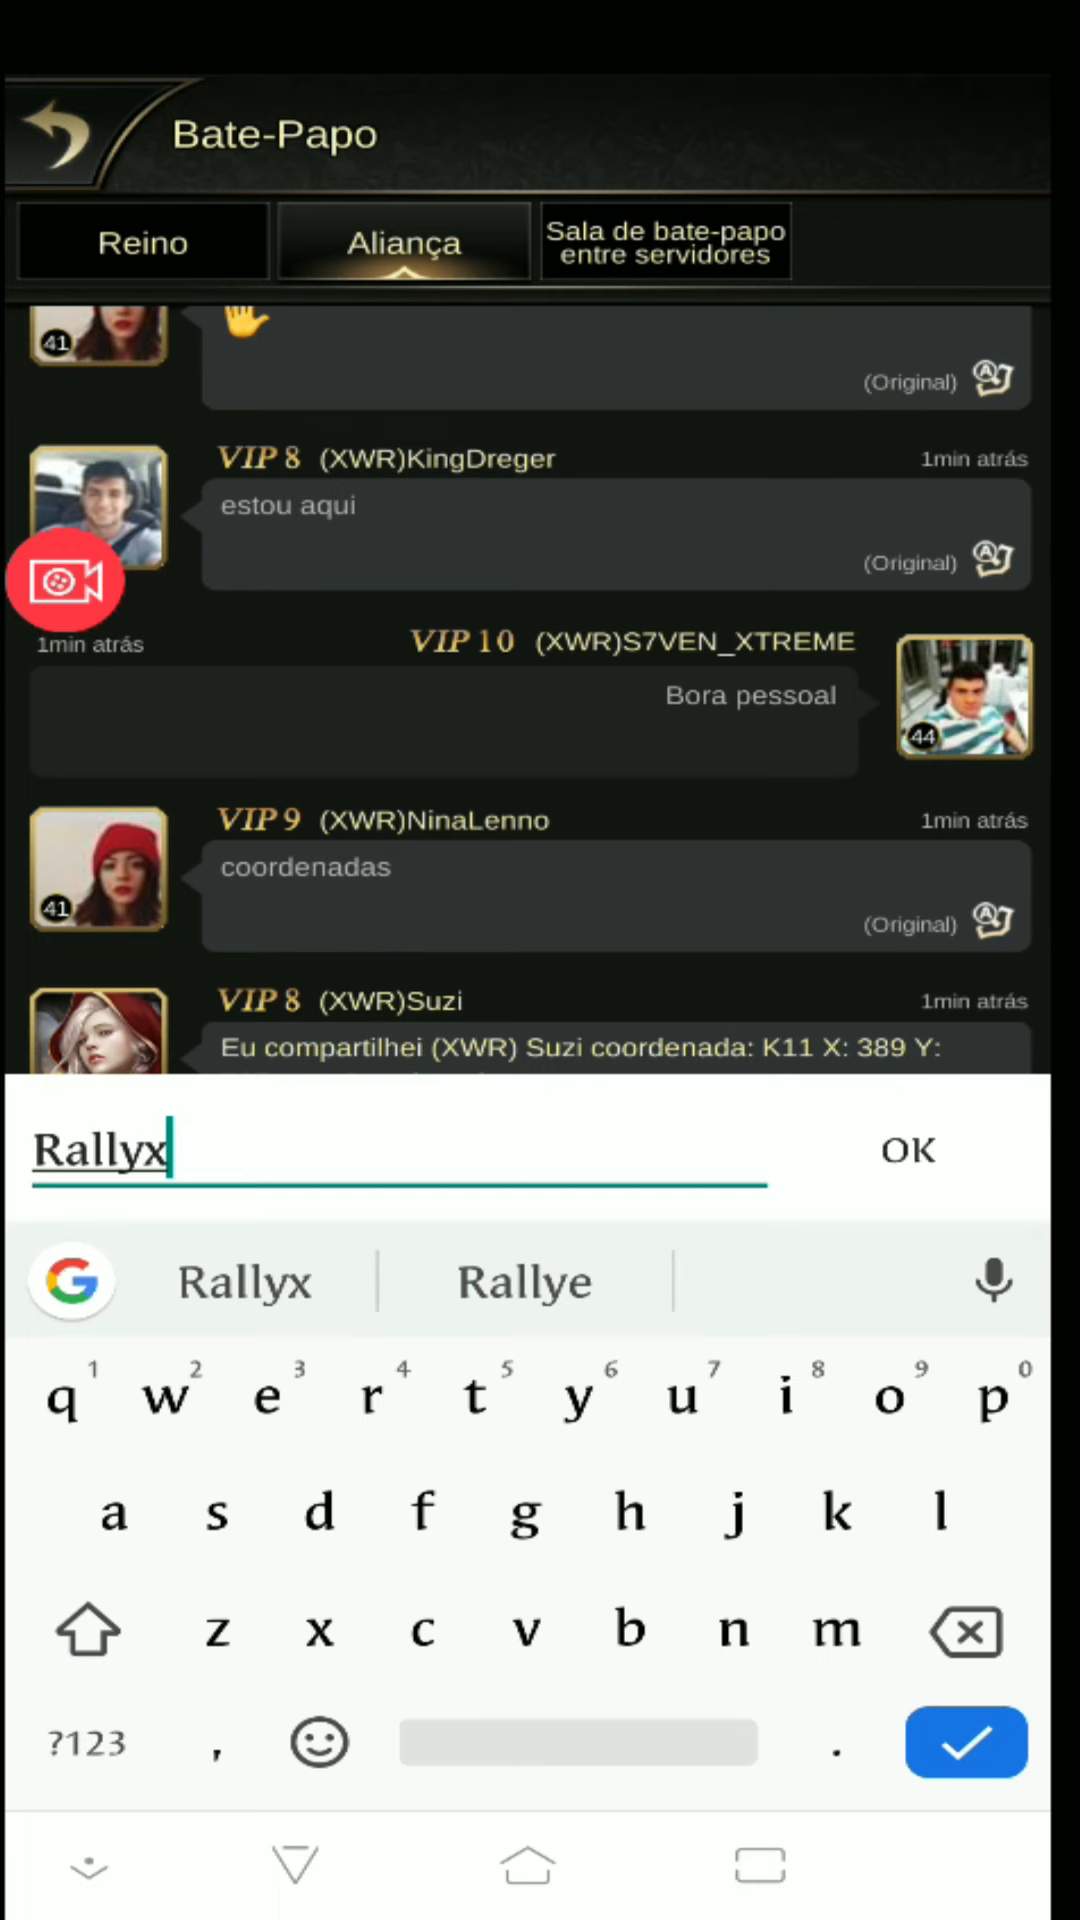 Bate-Papo
Reino
Aliança
Sala de bate-papo
entre servidores
41
(Original)
VIP 8 (XWR)KingDreger 1min atrás
estou aqui
(Original)
1min atrás VIP 10 (XWR)S7VEN_XTREME
Bora pessoal
44
VIP 9 (XWR)NinaLenno 1min atrás
coordenadas
41
(Original)
VIP 8 (XWR)Suzi 1min atrás
Eu compartilhei (XWR) Suzi coordenada: K11 X: 389 Y:
Rallyx OK
Rallyx Rallye
1 2 3 4 5 6 7 8 9 0
q w e r t y u i o p
a s d f g h j k l
z x c v b n m
?123 , .